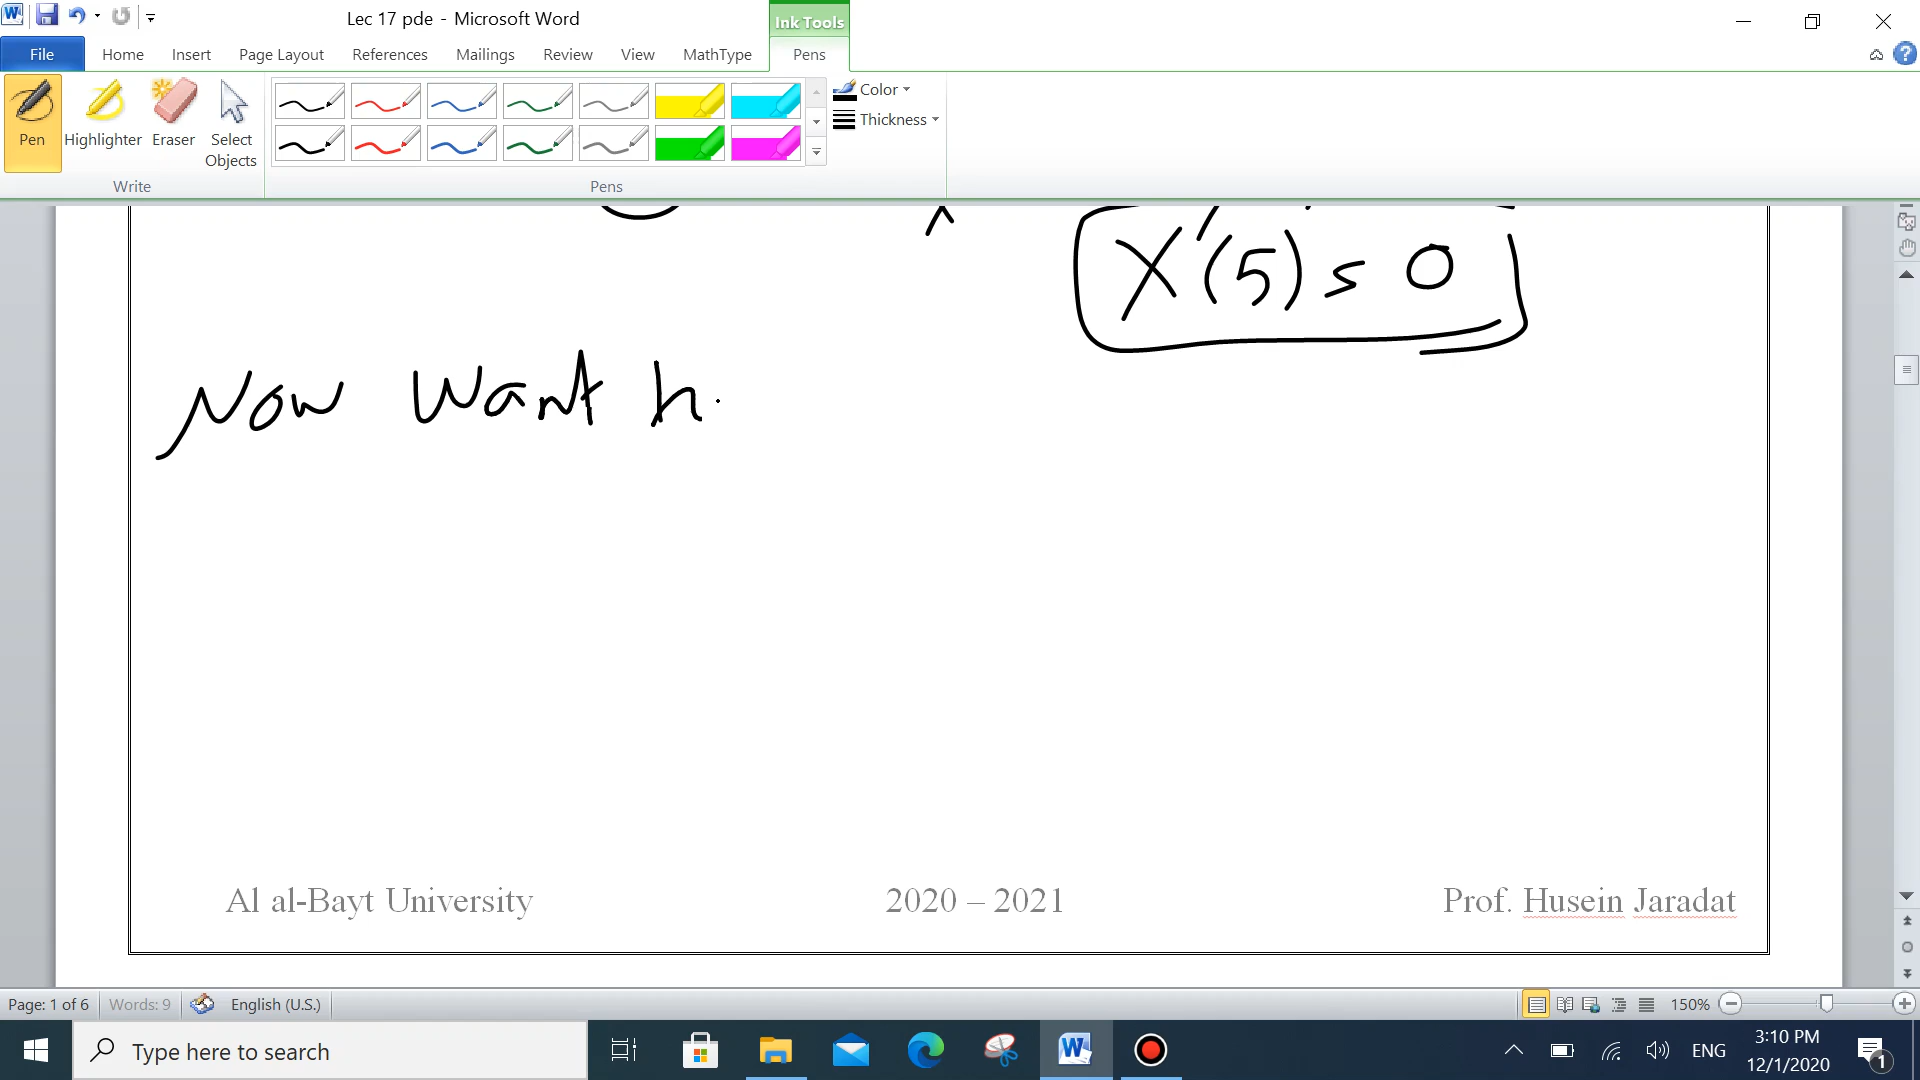 Lec 17 pde - Microsoft Word
Ink Tools
File Home Insert Page Layout References Mailings Review View MathType Pens
Pen Highlighter Eraser Select Objects
Color
Thickness
Write Pens
X'(5) = 0
Now Want
Al al-Bayt University 2020 – 2021 Prof. Husein Jaradat
Page: 1 of 6 Words: 9 English (U.S.) 150%
Type here to search
ENG 3:10 PM
12/1/2020
1